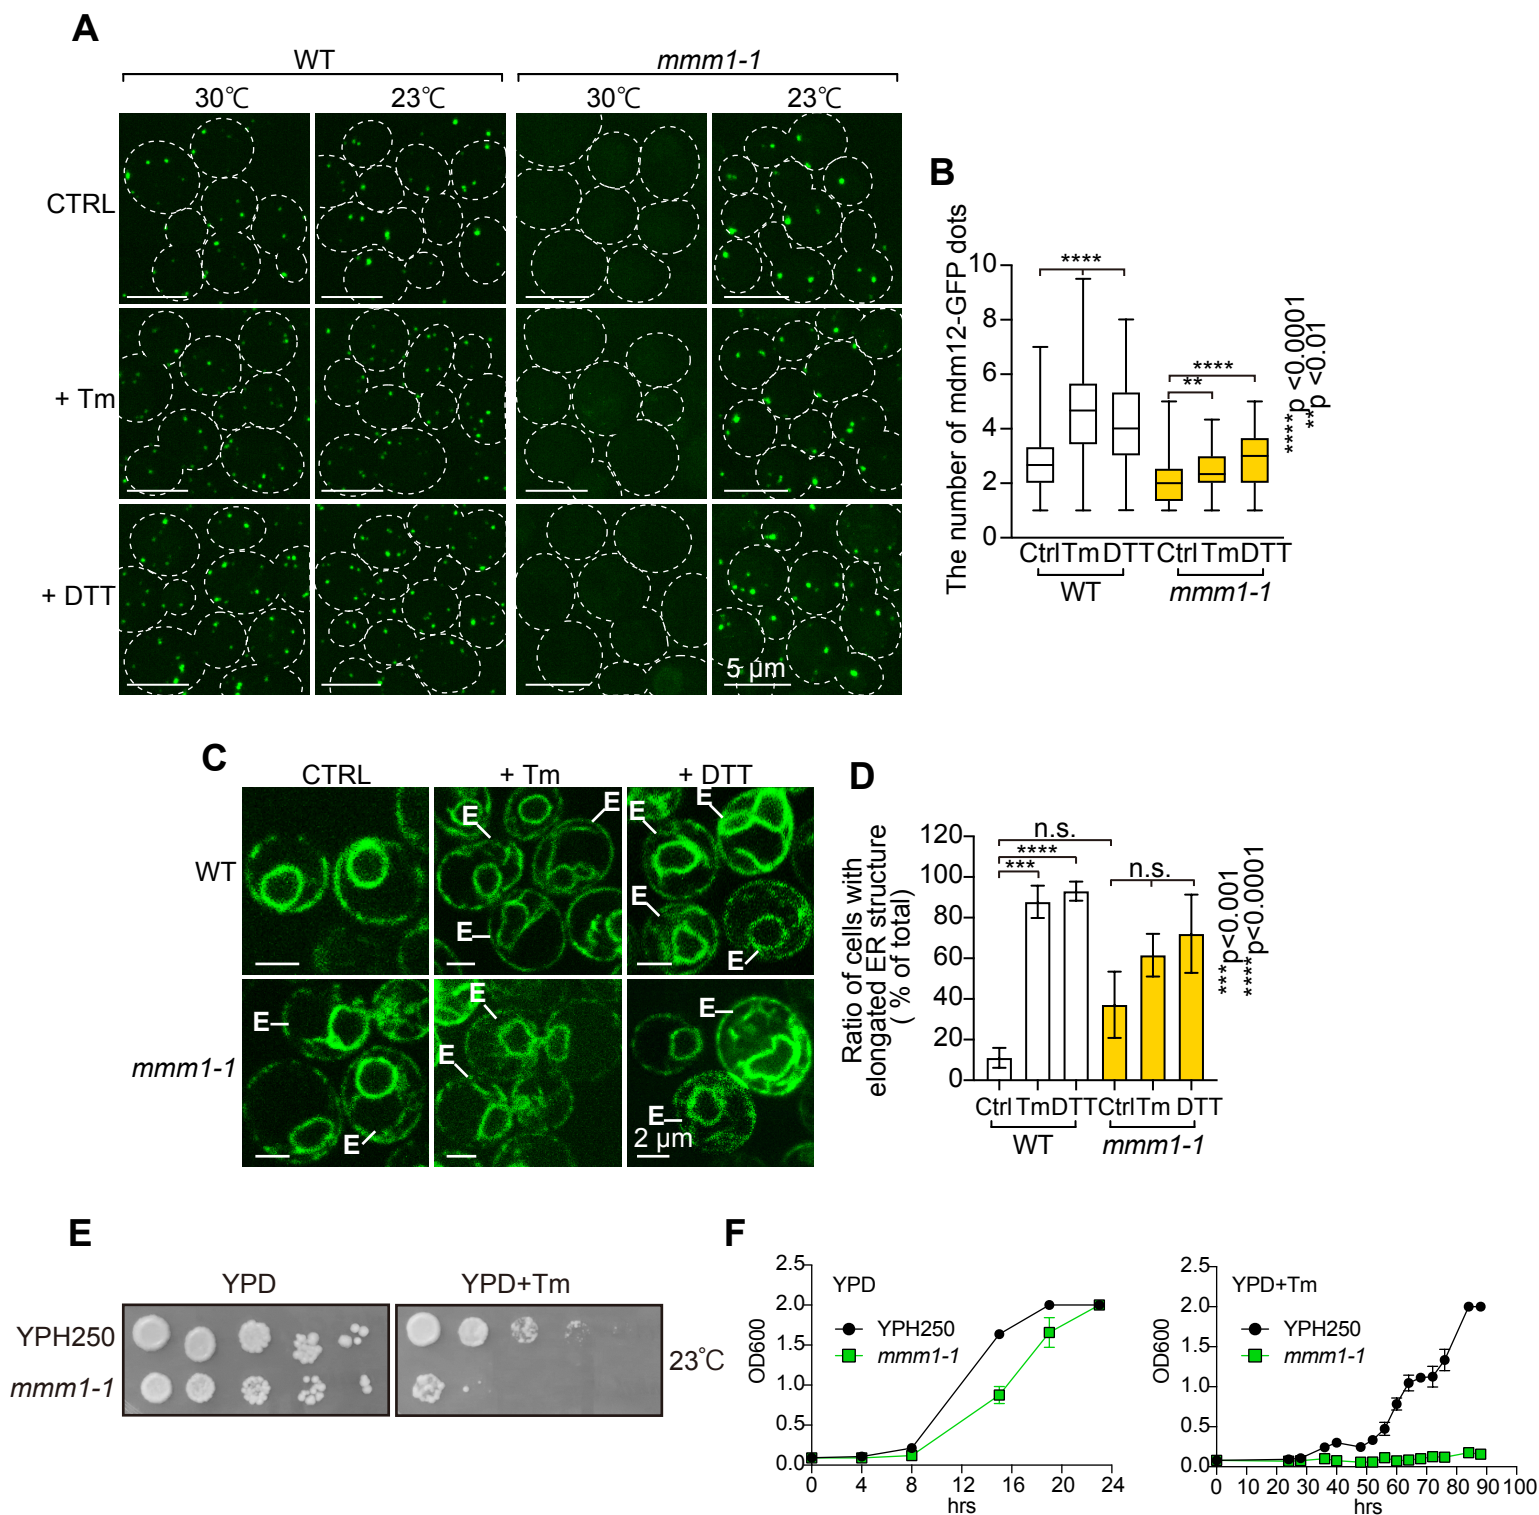 A
WT
mmm1-1
30℃
23℃
30℃
23℃
CTRL
+ Tm
+ DTT
5 µm
B
The number of mdm12-GFP dots
10
8
6
4
2
0
****
****
**
****p <0.0001
**p <0.01
Ctrl Tm DTT Ctrl Tm DTT
WT
mmm1-1
C
CTRL
+ Tm
+ DTT
WT
mmm1-1
E
E
E
E
E
E
E
E
E
E
E
E
E
2 µm
D
Ratio of cells with
elongated ER structure
( % of total)
120
100
80
60
40
20
0
n.s.
****
***
n.s.
***p<0.001
****p<0.0001
Ctrl Tm DTT Ctrl Tm DTT
WT
mmm1-1
E
YPD
YPD+Tm
YPH250
mmm1-1
23℃
F
OD600
2.5
2.0
1.5
1.0
0.5
0.0
YPD
YPH250
mmm1-1
0 4 8 12 16 20 24
hrs
OD600
2.5
2.0
1.5
1.0
0.5
0.0
YPD+Tm
YPH250
mmm1-1
0 10 20 30 40 50 60 70 80 90 100
hrs